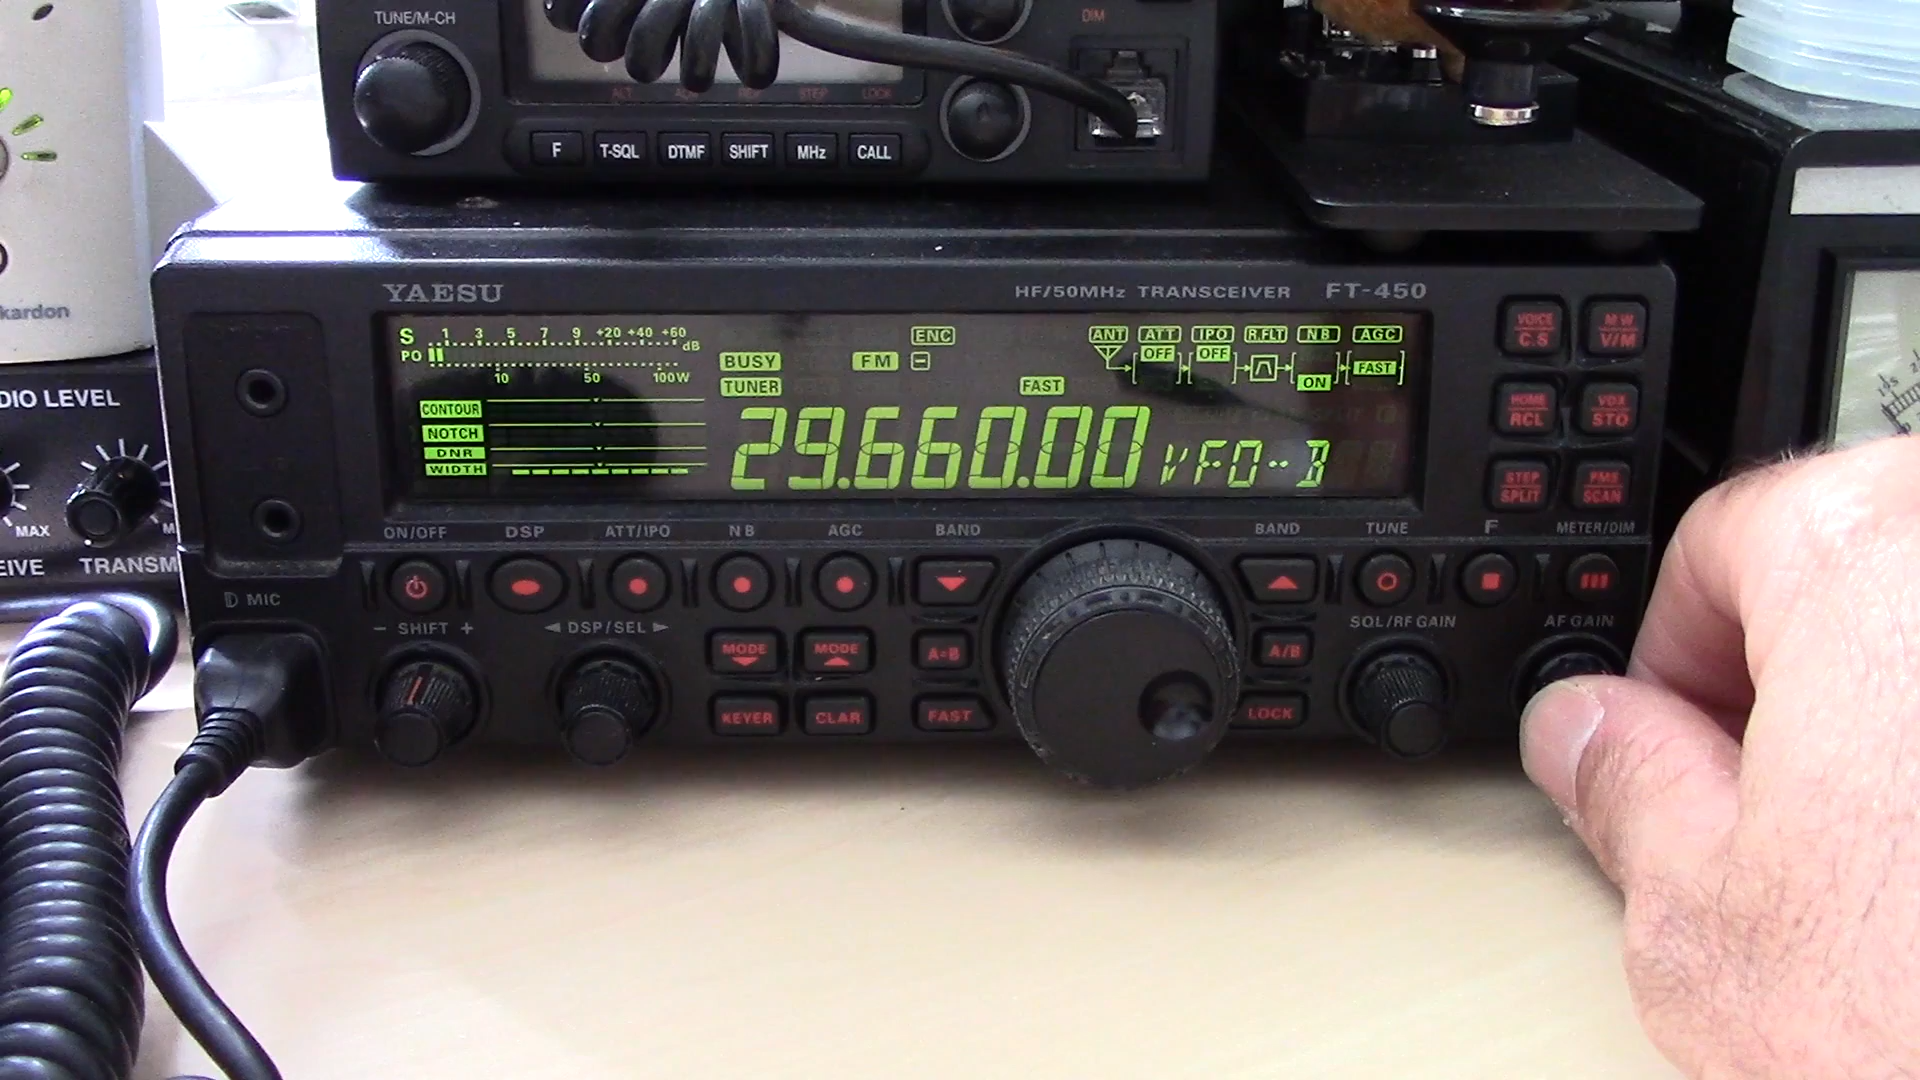 TUNE/M-CH
DIM
STEP
LOCK
F T-SQL DTMF SHIFT MHz CALL
kardon
YAESU
HF/50MHz TRANSCEIVER FT-450
S 1 3 5 7 9 +20 +40 +60 dB
PO
10 50 100W
BUSY
TUNER
FM
ENC
−
FAST
ANT ATT IPO R.FLT NB AGC
OFF OFF
ON FAST
CONTOUR
NOTCH
DNR
WIDTH
29.660.00 VFO-B
VOICE
C.S
MW
V/M
HOME
RCL
VOX
STO
STEP
SPLIT
PMS
SCAN
DIO LEVEL
MAX
EIVE TRANSM
ON/OFF DSP ATT/IPO NB AGC BAND BAND TUNE F METER/DIM
MIC
− SHIFT + DSP/SEL SQL/RF GAIN AF GAIN
MODE MODE A=B A/B
KEYER CLAR FAST LOCK